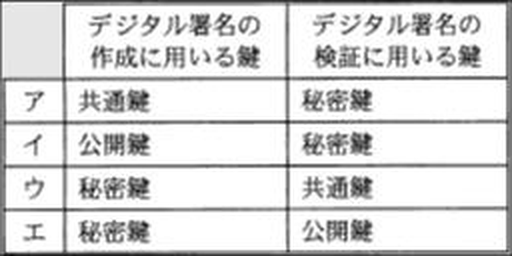 デジタル署名の
作成に用いる鍵
デジタル署名の
検証に用いる鍵
ア 共通鍵 秘密鍵
イ 公開鍵 秘密鍵
ウ 秘密鍵 共通鍵
エ 秘密鍵 公開鍵